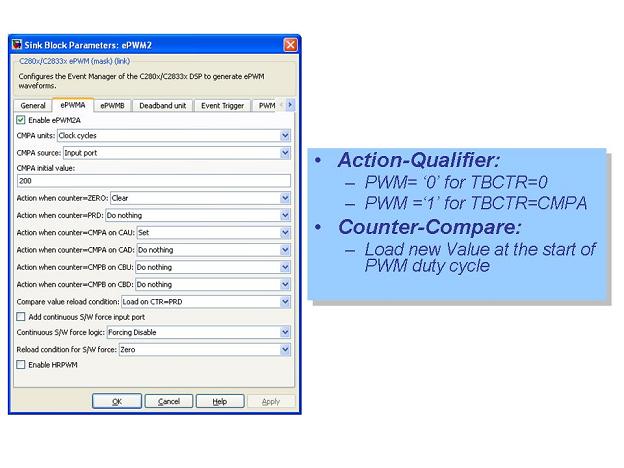 Sink Block Parameters: ePWM2
C280x/C2833x ePWM (mask) (link)
Configures the Event Manager of the C280x/C2833x DSP to generate ePWM
waveforms.
General ePWMA ePWMB Deadband unit Event Trigger PWM
Enable ePWM2A
CMPA units: Clock cycles
CMPA source: Input port
CMPA initial value:
200
Action when counter=ZERO: Clear
Action when counter=PRD: Do nothing
Action when counter=CMPA on CAU: Set
Action when counter=CMPA on CAD: Do nothing
Action when counter=CMPB on CBU: Do nothing
Action when counter=CMPB on CBD: Do nothing
Compare value reload condition: Load on CTR=PRD
Add continuous S/W force input port
Continuous S/W force logic: Forcing Disable
Reload condition for S/W force: Zero
Enable HRPWM
OK Cancel Help Apply
• Action-Qualifier:
– PWM= ‘0’ for TBCTR=0
– PWM =‘1’ for TBCTR=CMPA
• Counter-Compare:
– Load new Value at the start of
PWM duty cycle